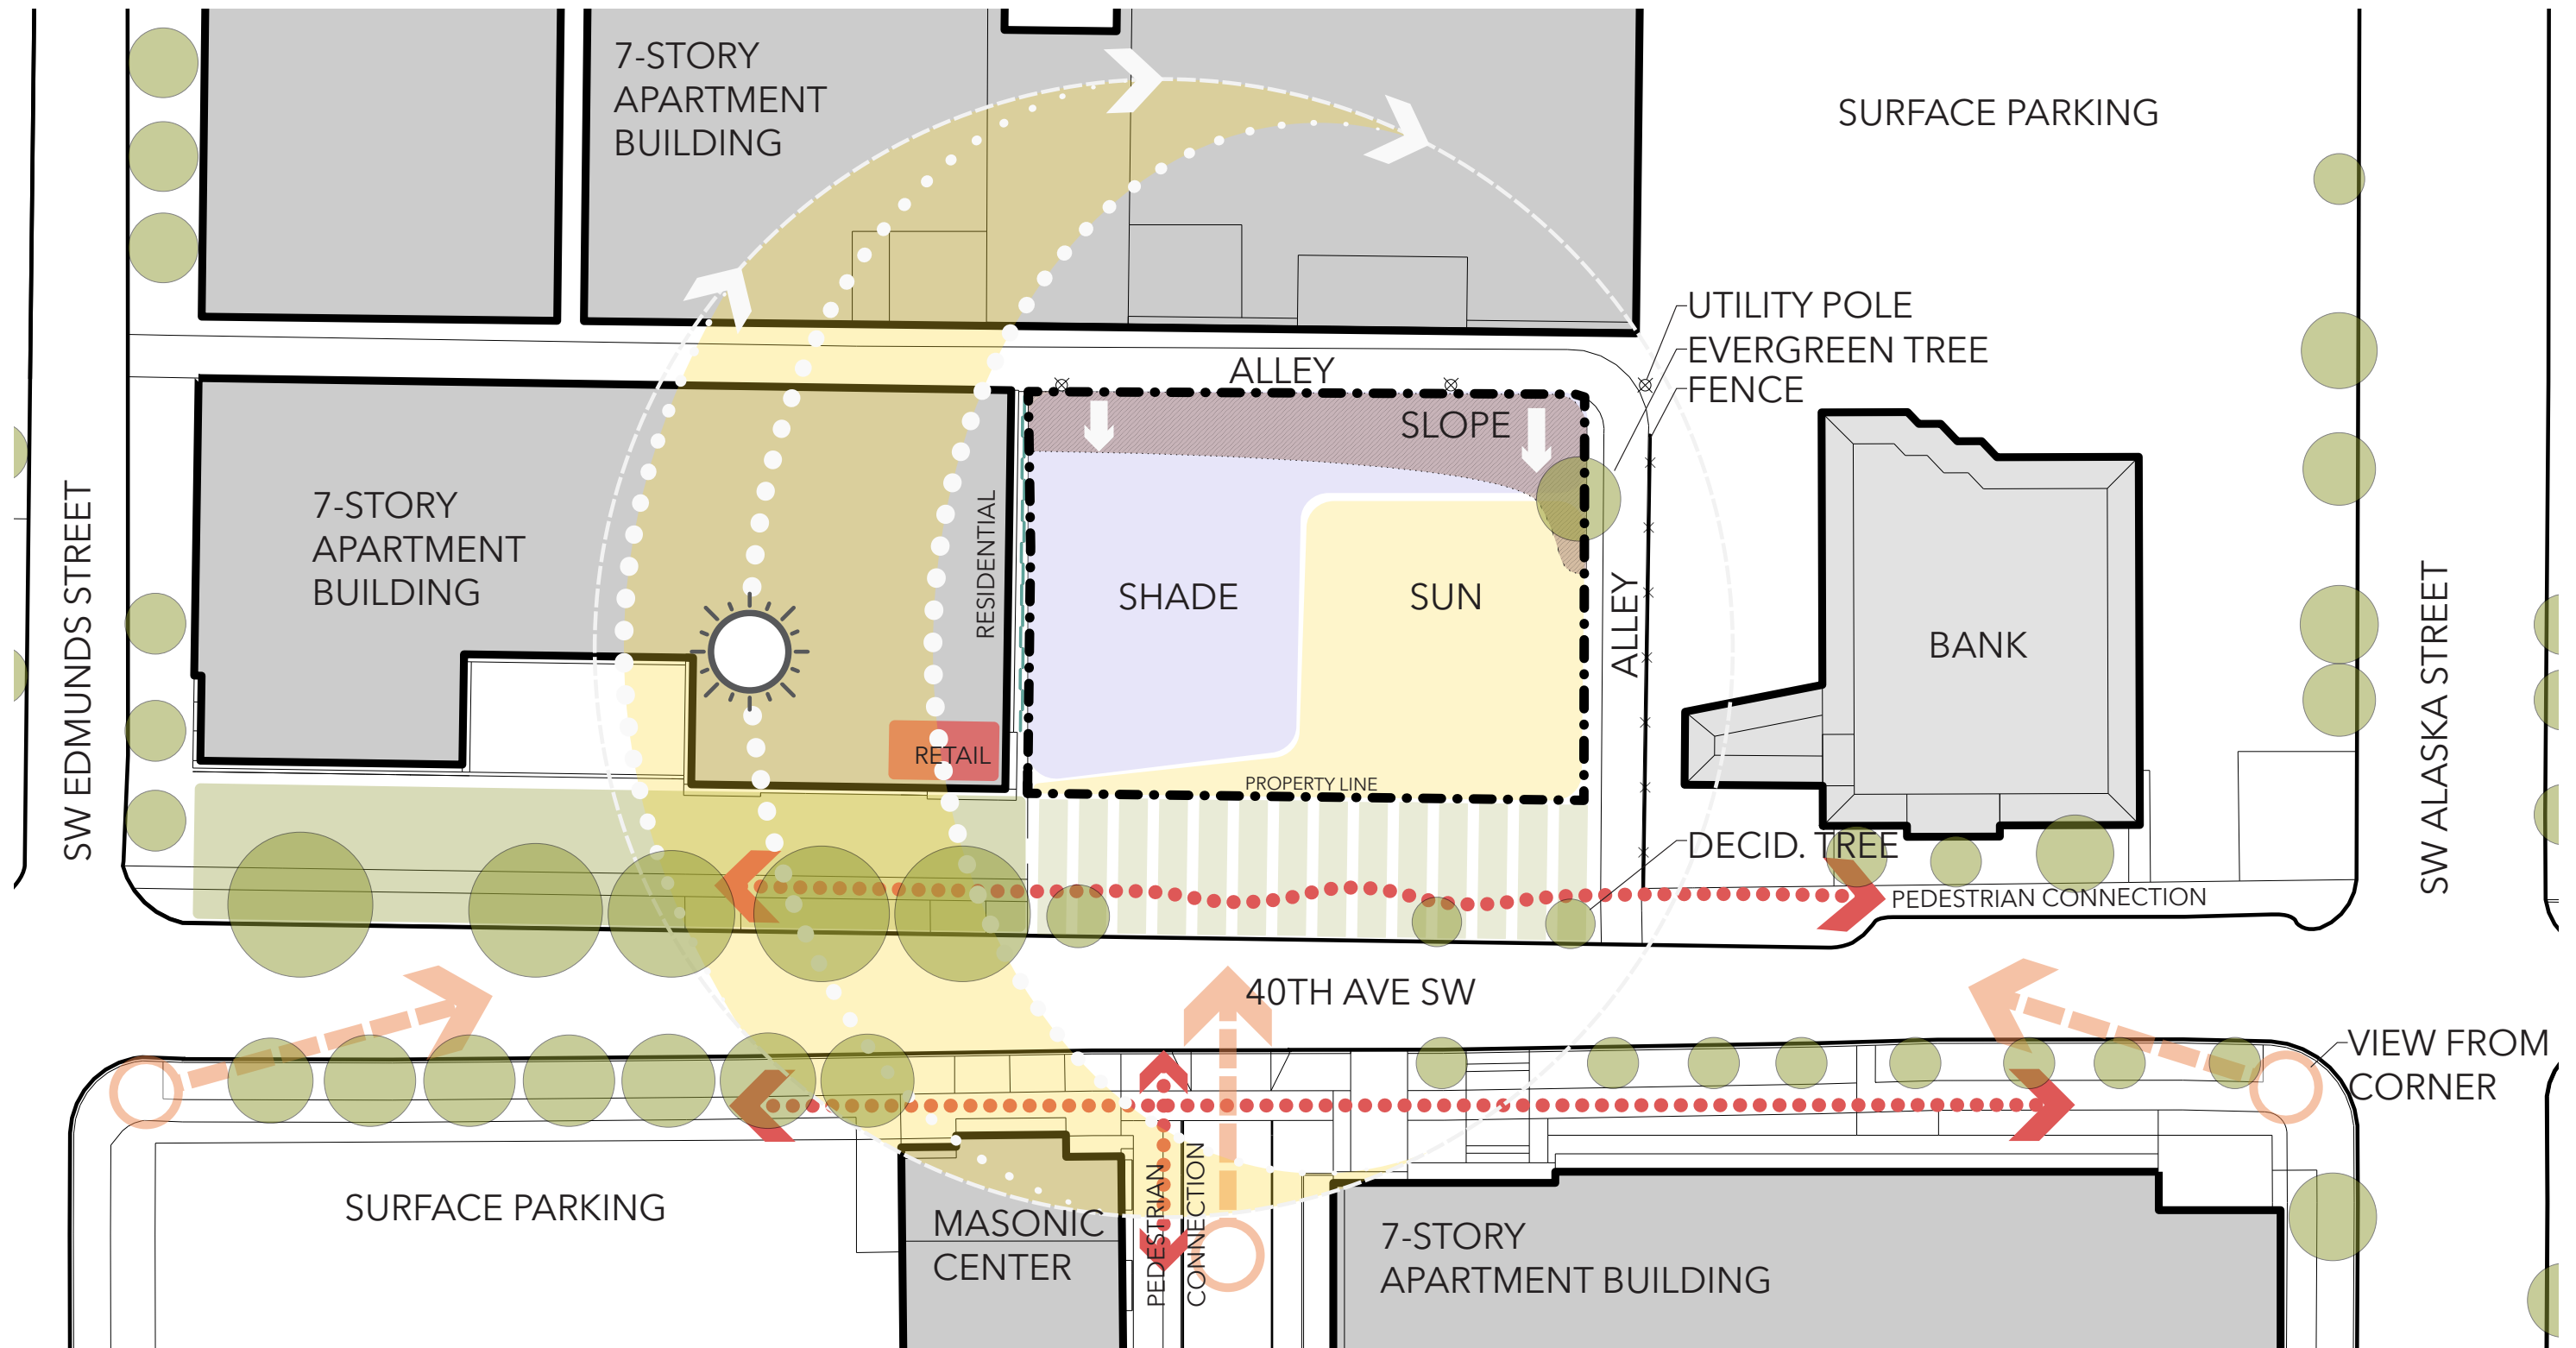 7-STORY
APARTMENT
BUILDING
SURFACE PARKING
UTILITY POLE
EVERGREEN TREE
FENCE
ALLEY
SLOPE
7-STORY
APARTMENT
BUILDING
RESIDENTIAL
SHADE
SUN
ALLEY
BANK
SW EDMUNDS STREET
SW ALASKA STREET
RETAIL
PROPERTY LINE
DECID. TREE
PEDESTRIAN CONNECTION
40TH AVE SW
VIEW FROM
CORNER
SURFACE PARKING
MASONIC
CENTER
PEDESTRIAN
CONNECTION
7-STORY
APARTMENT BUILDING